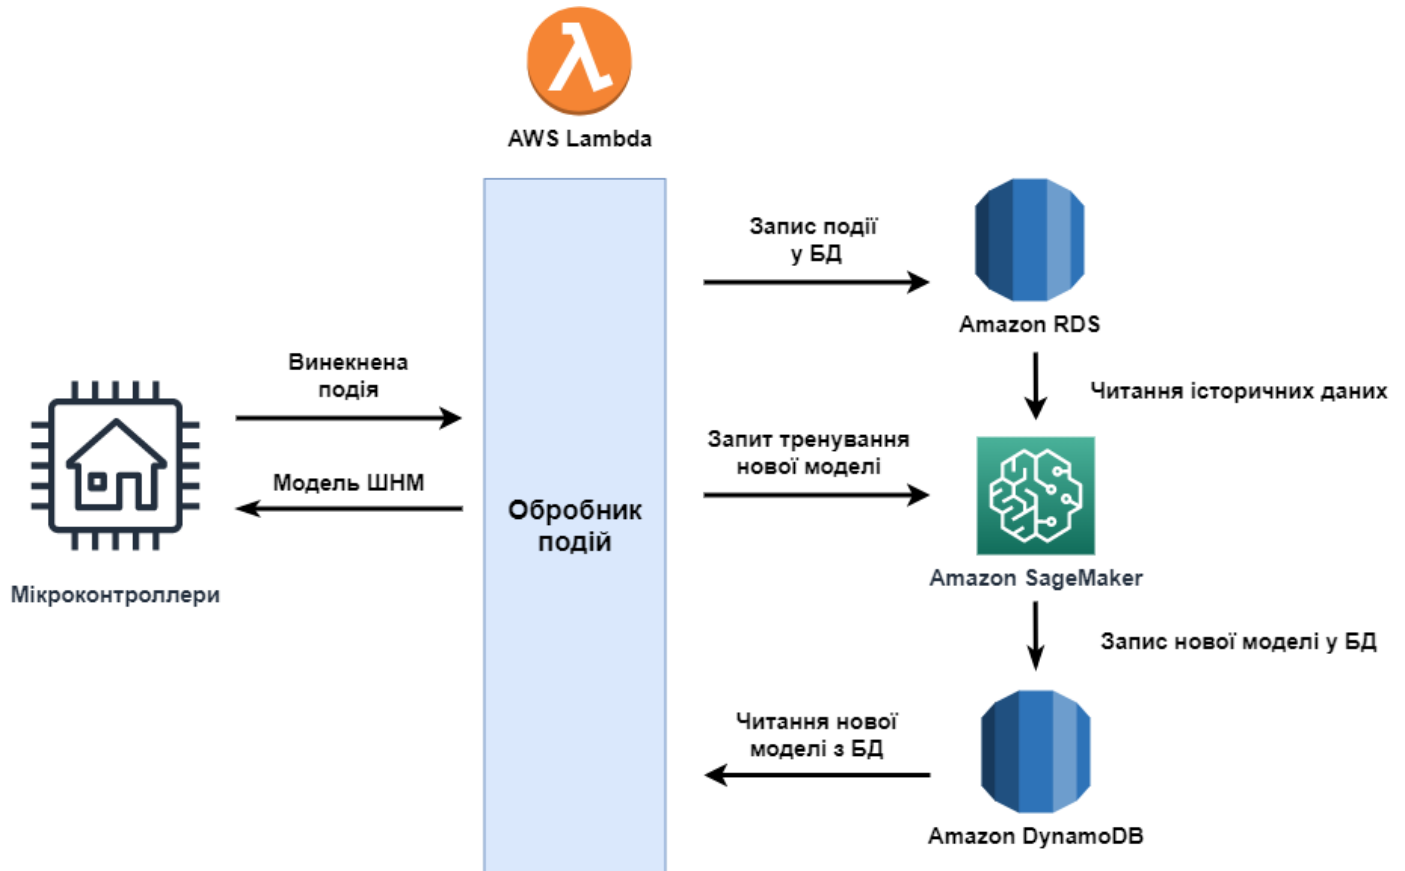 AWS Lambda
Запис події
у БД
Amazon RDS
Винекнена
подія
Читання історичних даних
Запит тренування
нової моделі
Модель ШНМ
Обробник
подій
Amazon SageMaker
Мікроконтроллери
Запис нової моделі у БД
Читання нової
моделі з БД
Amazon DynamoDB